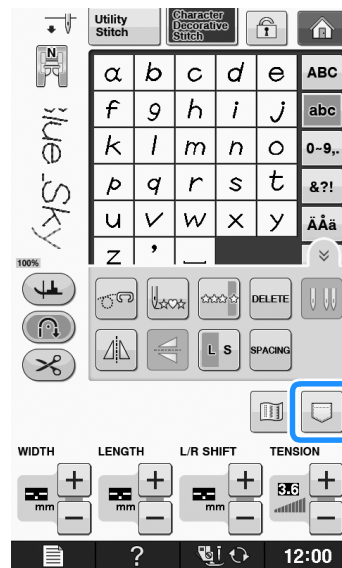 Utility Stitch
Character Decorative Stitch
N
a b c d e ABC
f g h i j abc
k l m n o 0~9,.
p q r s t &?!
u v w x y ÄÅä
z ’ _
lue Sky
100%
DELETE
L S
SPACING
WIDTH LENGTH L/R SHIFT TENSION
+ + + +
3.6
mm mm mm
− − − −
? 12:00